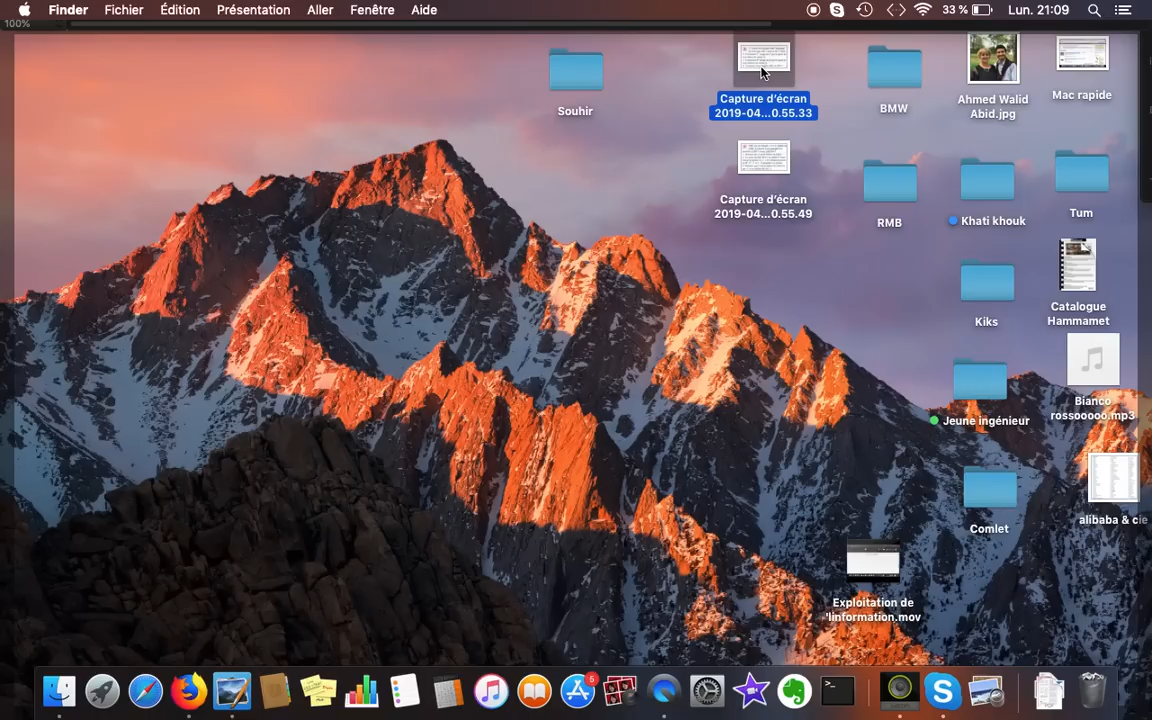 Finder Fichier Édition Présentation Aller Fenêtre Aide 33 % Lun. 21:09
100%
Souhir
Capture d'écran
2019-04...0.55.33
BMW
Ahmed Walid
Abid.jpg
Mac rapide
Capture d'écran
2019-04...0.55.49
RMB
Khati khouk
Tum
Kiks
Catalogue
Hammamet
Jeune ingénieur
Bianco
rossooooo.mp3
Comlet
alibaba & cie
Exploitation de
'linformation.mov
5